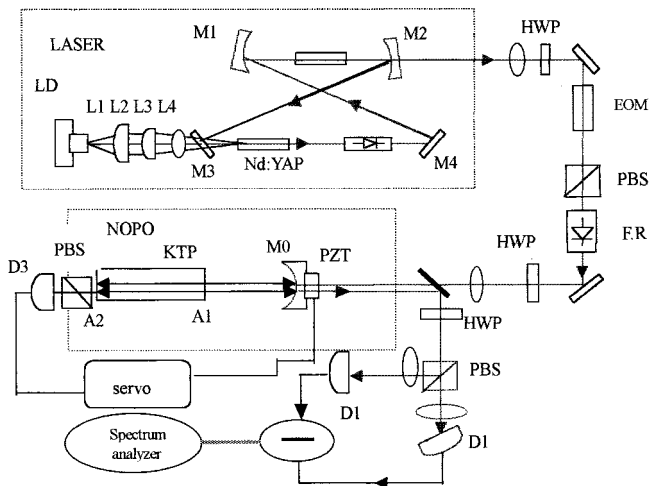 LASER
M1
M2
HWP
LD
L1 L2 L3 L4
EOM
M3
Nd:YAP
M4
PBS
F.R
NOPO
PBS
KTP
M0
PZT
HWP
D3
A2
A1
HWP
servo
D1
PBS
Spectrum
analyzer
D1